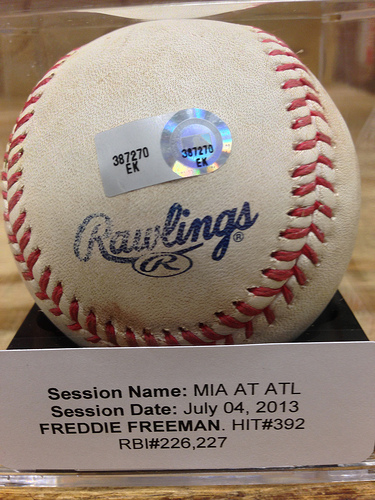 387270
EK
387270
EK
Rawlings®
R
Session Name: MIA AT ATL
Session Date: July 04, 2013
FREDDIE FREEMAN. HIT#392
RBI#226,227